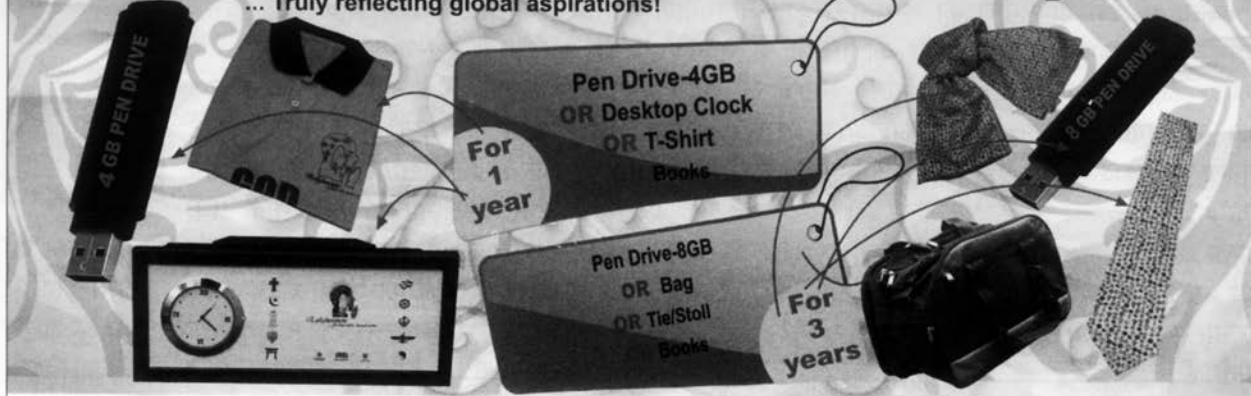 ... Truly reflecting global aspirations!
4 GB PEN DRIVE
GOD
Pen Drive-4GB
OR Desktop Clock
OR T-Shirt
Books
For
1
year
Pen Drive-8GB
OR Bag
OR Tie/Stoll
Books
For
3
years
8 GB PEN DRIVE